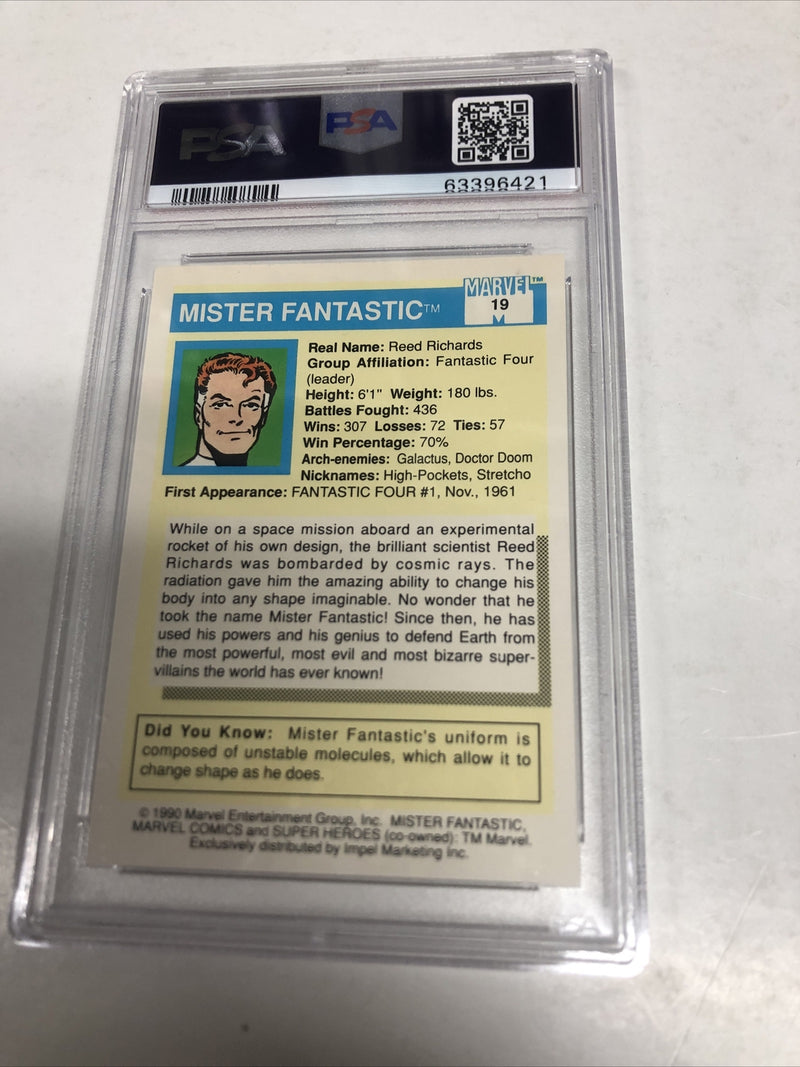 PSA PSA
63396421
MARVEL™
MISTER FANTASTIC™ 19
Real Name: Reed Richards
Group Affiliation: Fantastic Four
(leader)
Height: 6'1" Weight: 180 lbs.
Battles Fought: 436
Wins: 307 Losses: 72 Ties: 57
Win Percentage: 70%
Arch-enemies: Galactus, Doctor Doom
Nicknames: High-Pockets, Stretcho
First Appearance: FANTASTIC FOUR #1, Nov., 1961
While on a space mission aboard an experimental
rocket of his own design, the brilliant scientist Reed
Richards was bombarded by cosmic rays. The
radiation gave him the amazing ability to change his
body into any shape imaginable. No wonder that he
took the name Mister Fantastic! Since then, he has
used his powers and his genius to defend Earth from
the most powerful, most evil and most bizarre super-
villains the world has ever known!
Did You Know: Mister Fantastic's uniform is
composed of unstable molecules, which allow it to
change shape as he does.
© 1990 Marvel Entertainment Group, Inc. MISTER FANTASTIC,
MARVEL COMICS and SUPER HEROES (co-owned): TM Marvel.
Exclusively distributed by Impel Marketing Inc.